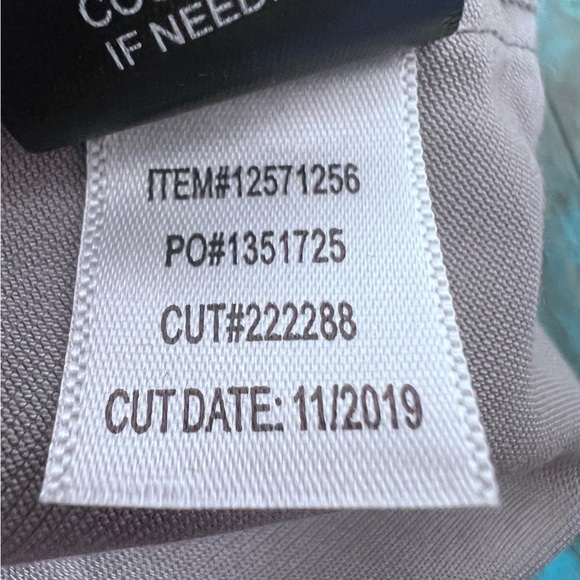 IF NEED
ITEM#12571256
PO#1351725
CUT#222288
CUT DATE: 11/2019